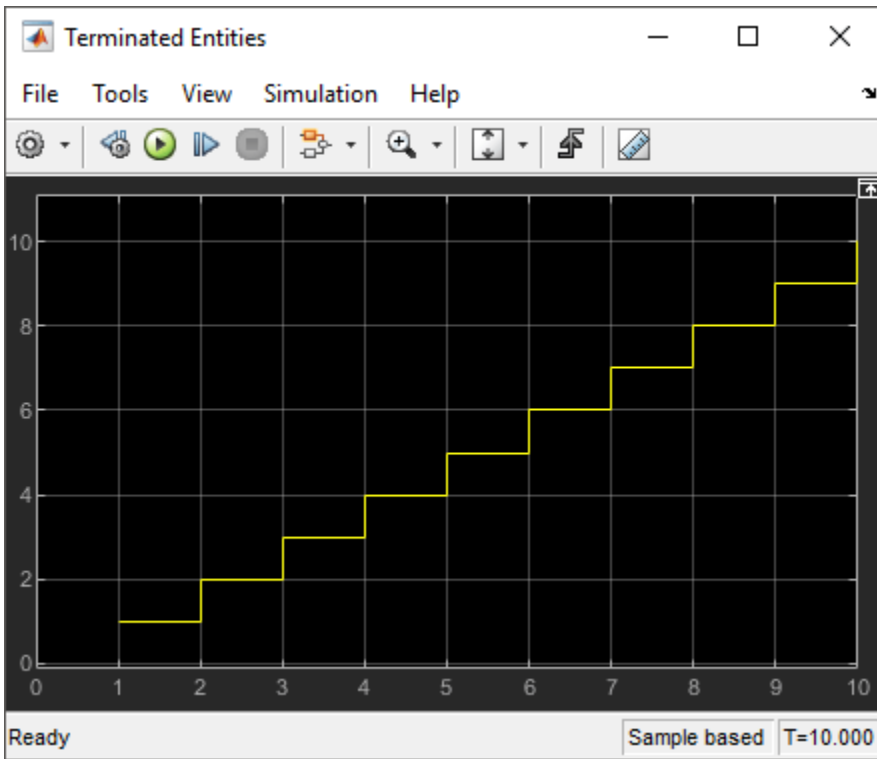 Terminated Entities
File Tools View Simulation Help
10
8
6
4
2
0
0 1 2 3 4 5 6 7 8 9 10
Ready Sample based T=10.000